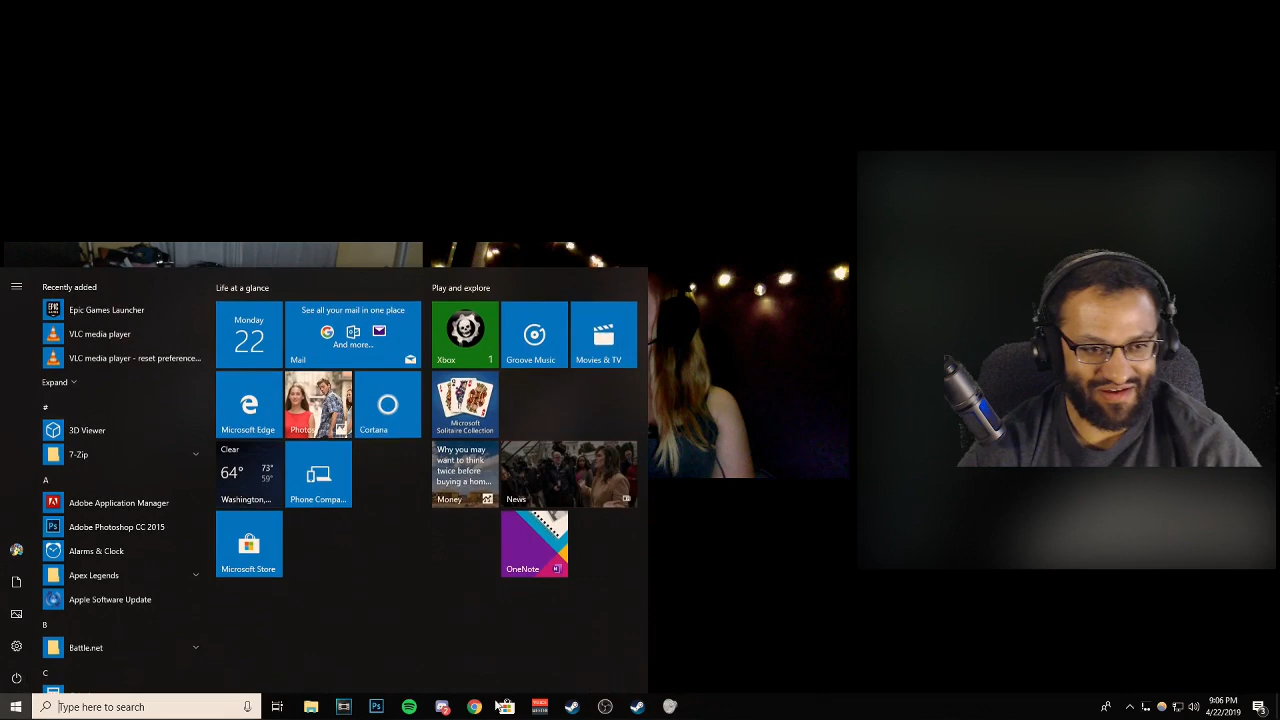 Recently added
Epic Games Launcher
VLC media player
VLC media player - reset preference...
Expand
#
3D Viewer
7-Zip
A
Adobe Application Manager
Adobe Photoshop CC 2015
Alarms & Clock
Apex Legends
Apple Software Update
B
Battle.net
C
Life at a glance
Monday
22
See all your mail in one place
And more...
Mail
Microsoft Edge
Photos
Cortana
Clear
64°
73°
59°
Washington,...
Phone Compa...
Microsoft Store
Play and explore
Xbox
1
Groove Music
Movies & TV
Microsoft
Solitaire Collection
Why you may
want to think
twice before
buying a hom...
Money
News
OneNote
Type here to search
Ps
9:06 PM
4/22/2019